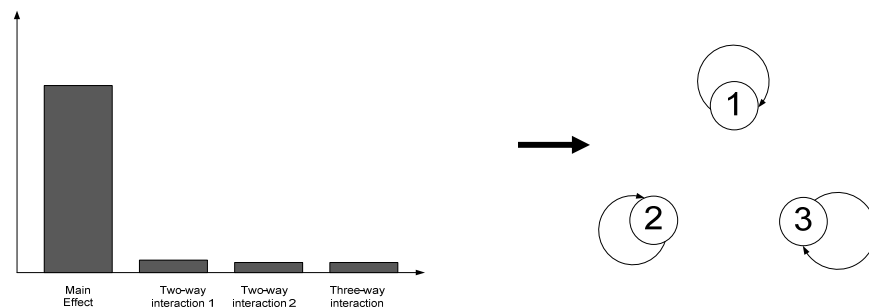 Main
Effect
Two-way
interaction 1
Two-way
interaction 2
Three-way
interaction
1
2
3